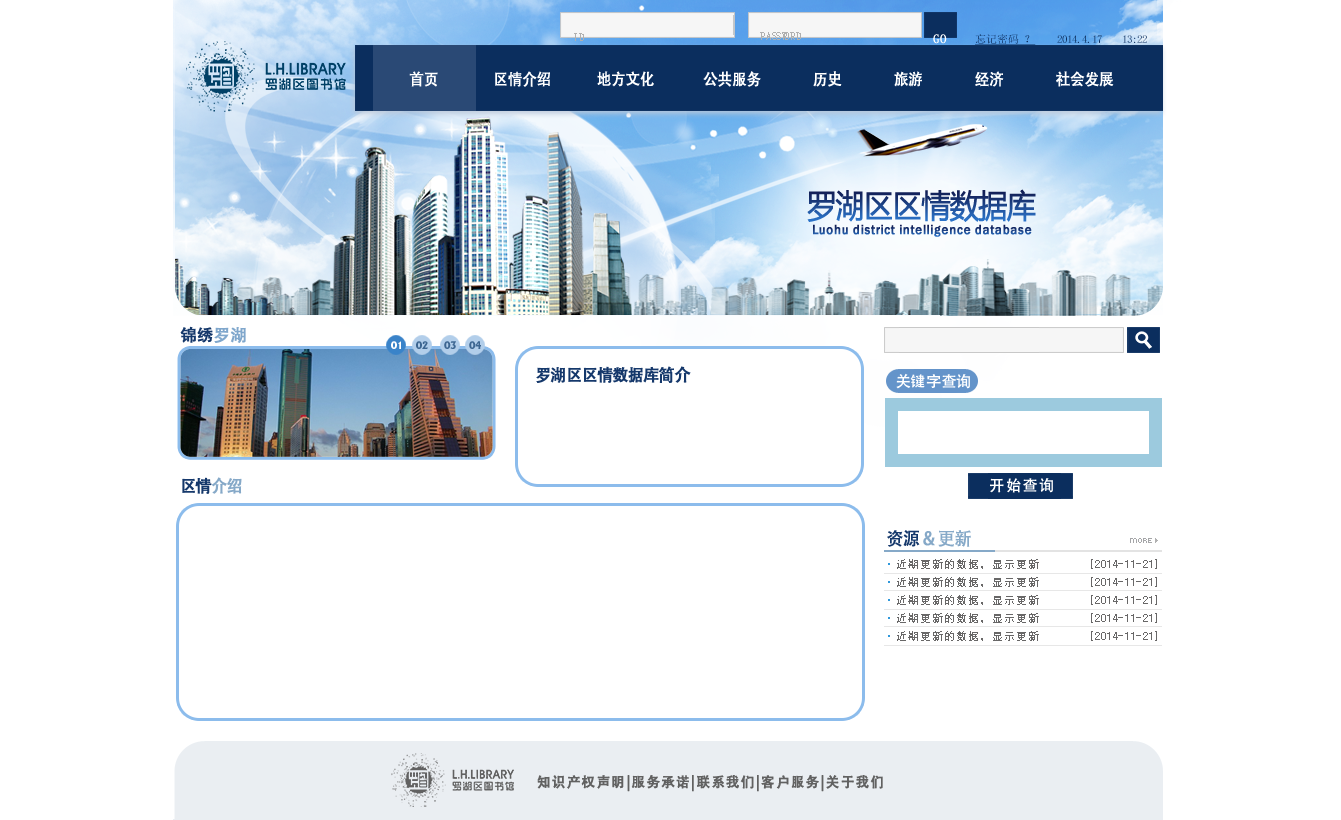 ID PASSWORD GO 忘记密码 ? 2014.4.17 13:22
L.H.LIBRARY
罗湖区图书馆
首页 区情介绍 地方文化 公共服务 历史 旅游 经济 社会发展
罗湖区区情数据库
Luohu district intelligence database
锦绣罗湖
01 02 03 04
罗湖区区情数据库简介
关键字查询
开始查询
区情介绍
资源&更新 MORE
近期更新的数据，显示更新 [2014-11-21]
近期更新的数据，显示更新 [2014-11-21]
近期更新的数据，显示更新 [2014-11-21]
近期更新的数据，显示更新 [2014-11-21]
近期更新的数据，显示更新 [2014-11-21]
L.H.LIBRARY
罗湖区图书馆
知识产权声明|服务承诺|联系我们|客户服务|关于我们